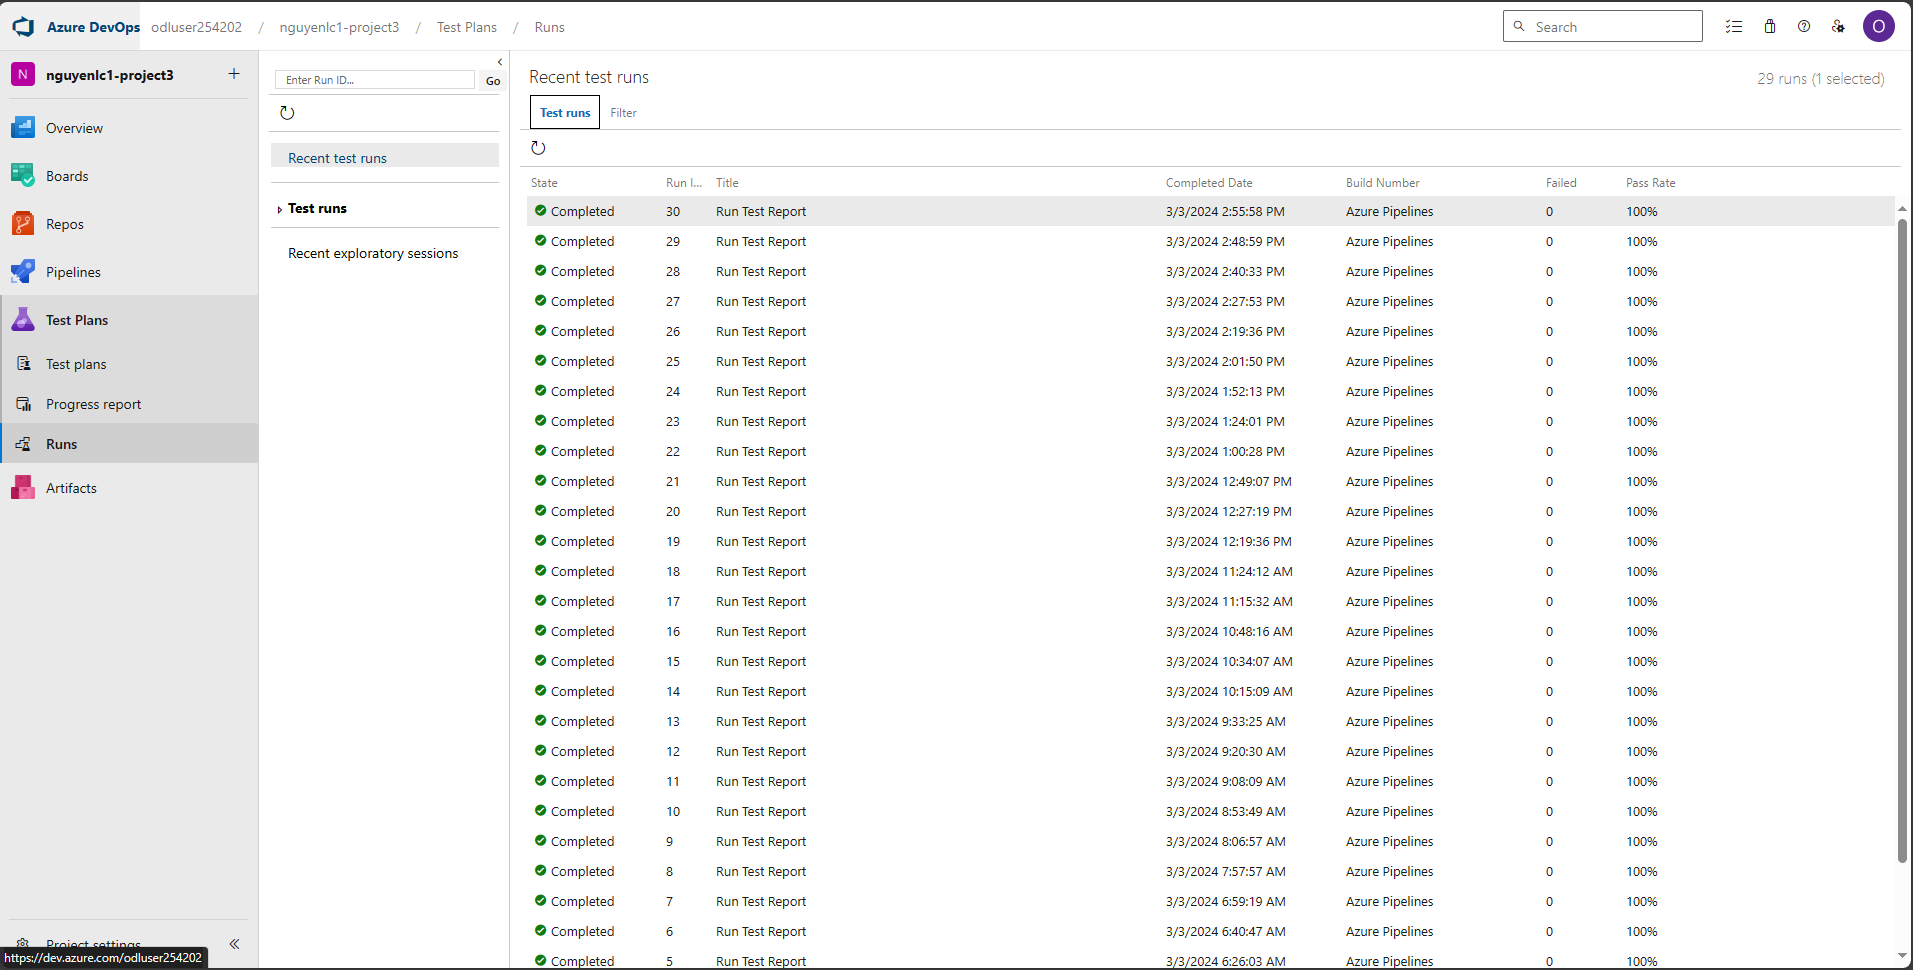 Azure DevOps odluser254202 / nguyenlc1-project3 / Test Plans / Runs
Search
O
N nguyenlc1-project3 +
Overview
Boards
Repos
Pipelines
Test Plans
Test plans
Progress report
Runs
Artifacts
Project settings
https://dev.azure.com/odluser254202
Enter Run ID...
Go
Recent test runs
Test runs
Recent exploratory sessions
Recent test runs
29 runs (1 selected)
Test runs Filter
State Run I... Title Completed Date Build Number Failed Pass Rate
Completed 30 Run Test Report 3/3/2024 2:55:58 PM Azure Pipelines 0 100%
Completed 29 Run Test Report 3/3/2024 2:48:59 PM Azure Pipelines 0 100%
Completed 28 Run Test Report 3/3/2024 2:40:33 PM Azure Pipelines 0 100%
Completed 27 Run Test Report 3/3/2024 2:27:53 PM Azure Pipelines 0 100%
Completed 26 Run Test Report 3/3/2024 2:19:36 PM Azure Pipelines 0 100%
Completed 25 Run Test Report 3/3/2024 2:01:50 PM Azure Pipelines 0 100%
Completed 24 Run Test Report 3/3/2024 1:52:13 PM Azure Pipelines 0 100%
Completed 23 Run Test Report 3/3/2024 1:24:01 PM Azure Pipelines 0 100%
Completed 22 Run Test Report 3/3/2024 1:00:28 PM Azure Pipelines 0 100%
Completed 21 Run Test Report 3/3/2024 12:49:07 PM Azure Pipelines 0 100%
Completed 20 Run Test Report 3/3/2024 12:27:19 PM Azure Pipelines 0 100%
Completed 19 Run Test Report 3/3/2024 12:19:36 PM Azure Pipelines 0 100%
Completed 18 Run Test Report 3/3/2024 11:24:12 AM Azure Pipelines 0 100%
Completed 17 Run Test Report 3/3/2024 11:15:32 AM Azure Pipelines 0 100%
Completed 16 Run Test Report 3/3/2024 10:48:16 AM Azure Pipelines 0 100%
Completed 15 Run Test Report 3/3/2024 10:34:07 AM Azure Pipelines 0 100%
Completed 14 Run Test Report 3/3/2024 10:15:09 AM Azure Pipelines 0 100%
Completed 13 Run Test Report 3/3/2024 9:33:25 AM Azure Pipelines 0 100%
Completed 12 Run Test Report 3/3/2024 9:20:30 AM Azure Pipelines 0 100%
Completed 11 Run Test Report 3/3/2024 9:08:09 AM Azure Pipelines 0 100%
Completed 10 Run Test Report 3/3/2024 8:53:49 AM Azure Pipelines 0 100%
Completed 9 Run Test Report 3/3/2024 8:06:57 AM Azure Pipelines 0 100%
Completed 8 Run Test Report 3/3/2024 7:57:57 AM Azure Pipelines 0 100%
Completed 7 Run Test Report 3/3/2024 6:59:19 AM Azure Pipelines 0 100%
Completed 6 Run Test Report 3/3/2024 6:40:47 AM Azure Pipelines 0 100%
Completed 5 Run Test Report 3/3/2024 6:26:03 AM Azure Pipelines 0 100%